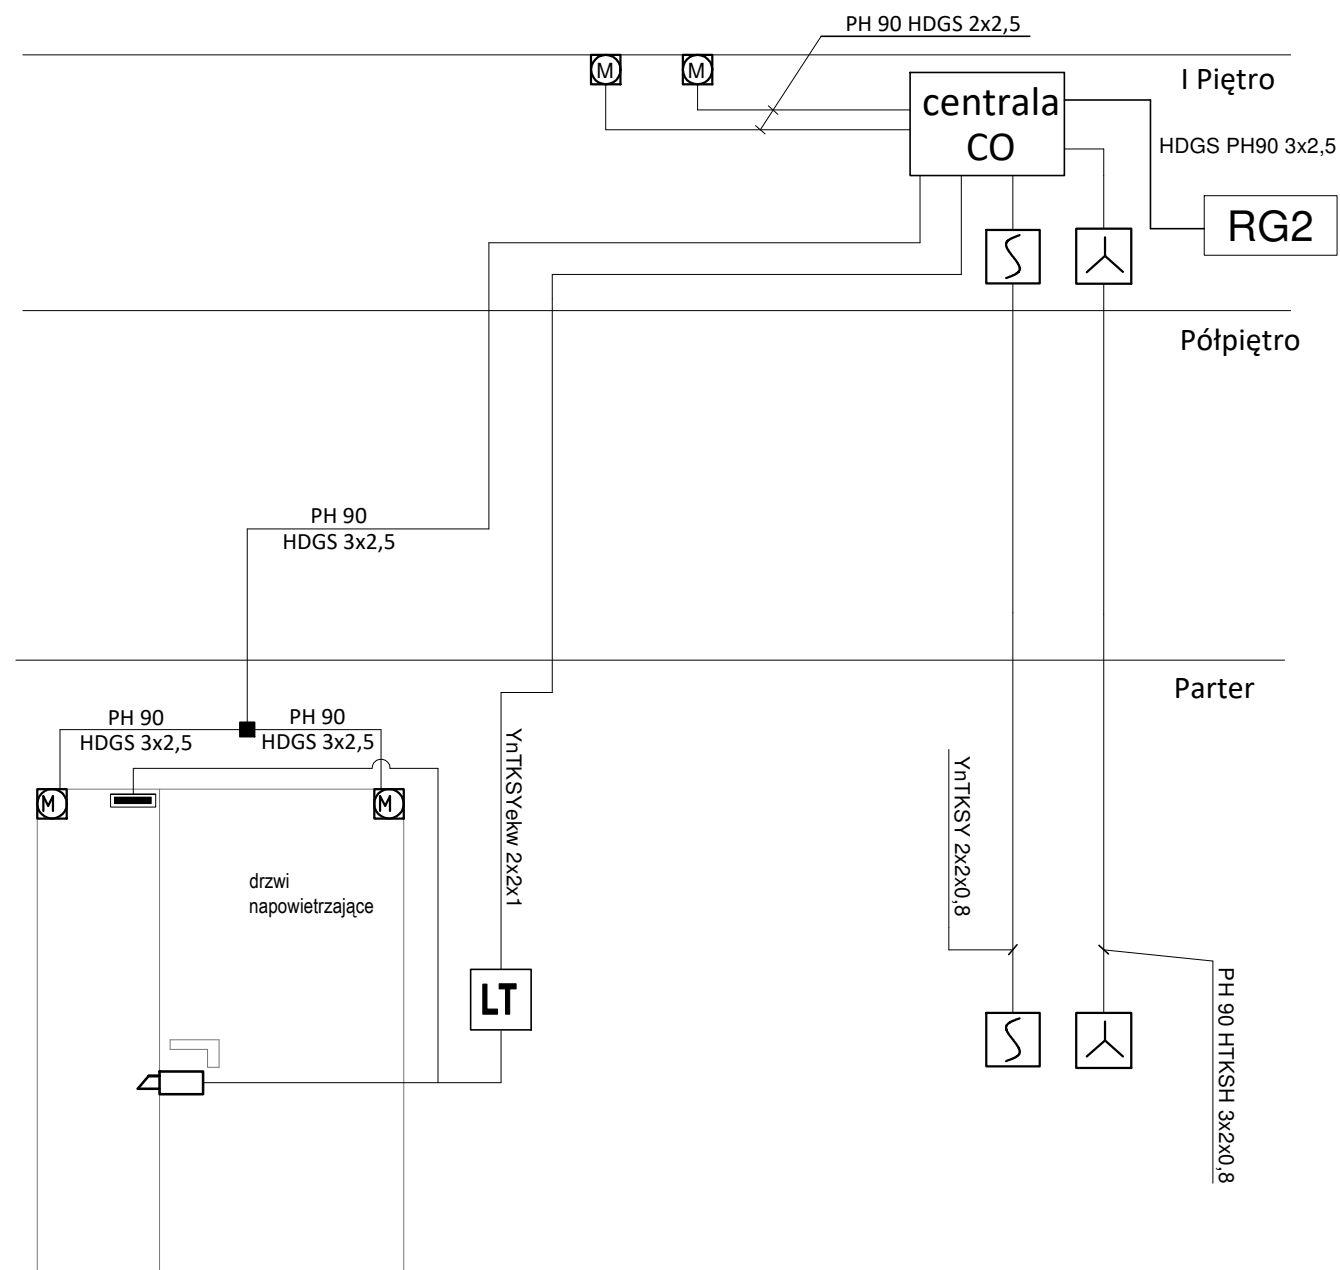 PH 90 HDGS 2x2,5
M
M
I Piętro
centrala
CO
HDGS PH90 3x2,5
RG2
Półpiętro
PH 90
HDGS 3x2,5
Parter
PH 90
HDGS 3x2,5
PH 90
HDGS 3x2,5
YnTKSYekw 2x2x1
YnTKSY 2x2x0,8
M
M
drzwi
napowietrzające
LT
PH 90 HTKSH 3x2x0,8